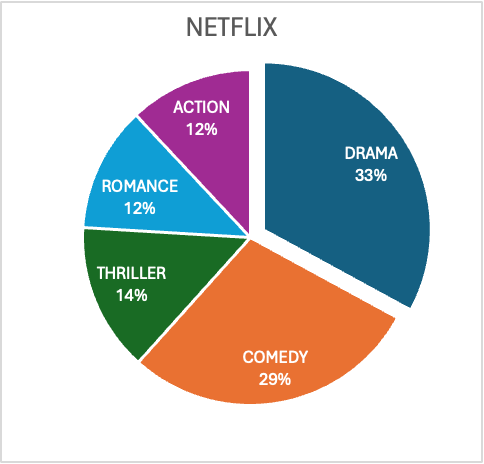 NETFLIX
ACTION
12%
DRAMA
33%
ROMANCE
12%
THRILLER
14%
COMEDY
29%